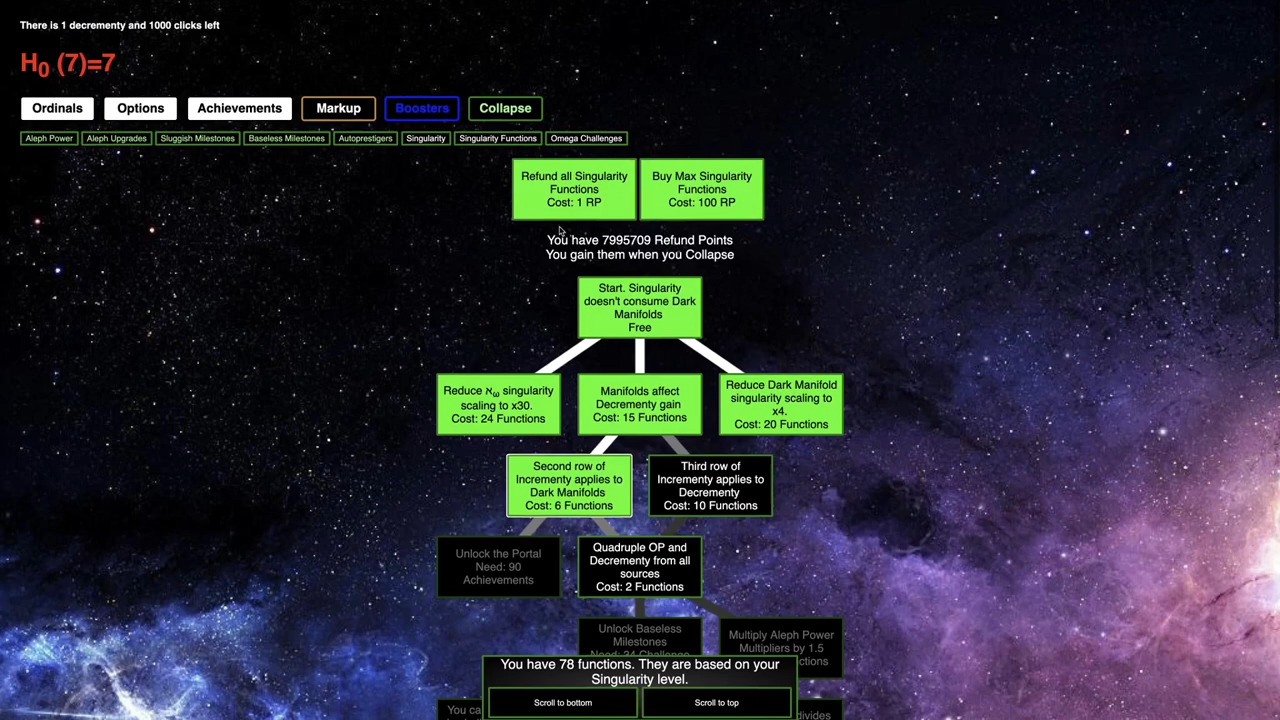 There is 1 decrementy and 1000 clicks left
H₀ (7)=7
Ordinals
Options
Achievements
Markup
Boosters
Collapse
Aleph Power
Aleph Upgrades
Sluggish Milestones
Baseless Milestones
Autoprestigers
Singularity
Singularity Functions
Omega Challenges
Refund all Singularity
Functions
Cost: 1 RP
Buy Max Singularity
Functions
Cost: 100 RP
You have 7995709 Refund Points
You gain them when you Collapse
Start. Singularity
doesn't consume Dark
Manifolds
Free
Reduce ℵω singularity
scaling to x30.
Cost: 24 Functions
Manifolds affect
Decrementy gain
Cost: 15 Functions
Reduce Dark Manifold
singularity scaling to
x4.
Cost: 20 Functions
Second row of
Incrementy applies to
Dark Manifolds
Cost: 6 Functions
Third row of
Incrementy applies to
Decrementy
Cost: 10 Functions
Unlock the Portal
Need: 90
Achievements
Quadruple OP and
Decrementy from all
sources
Cost: 2 Functions
Unlock Baseless
Milestones
Multiply Aleph Power
Multipliers by 1.5
You have 78 functions. They are based on your
Singularity level.
Scroll to bottom
Scroll to top
You ca
divides